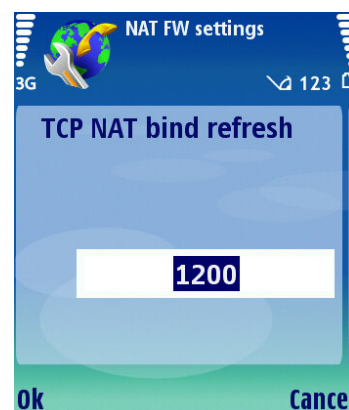 NAT FW settings
3G
123
TCP NAT bind refresh
1200
Ok
Cance